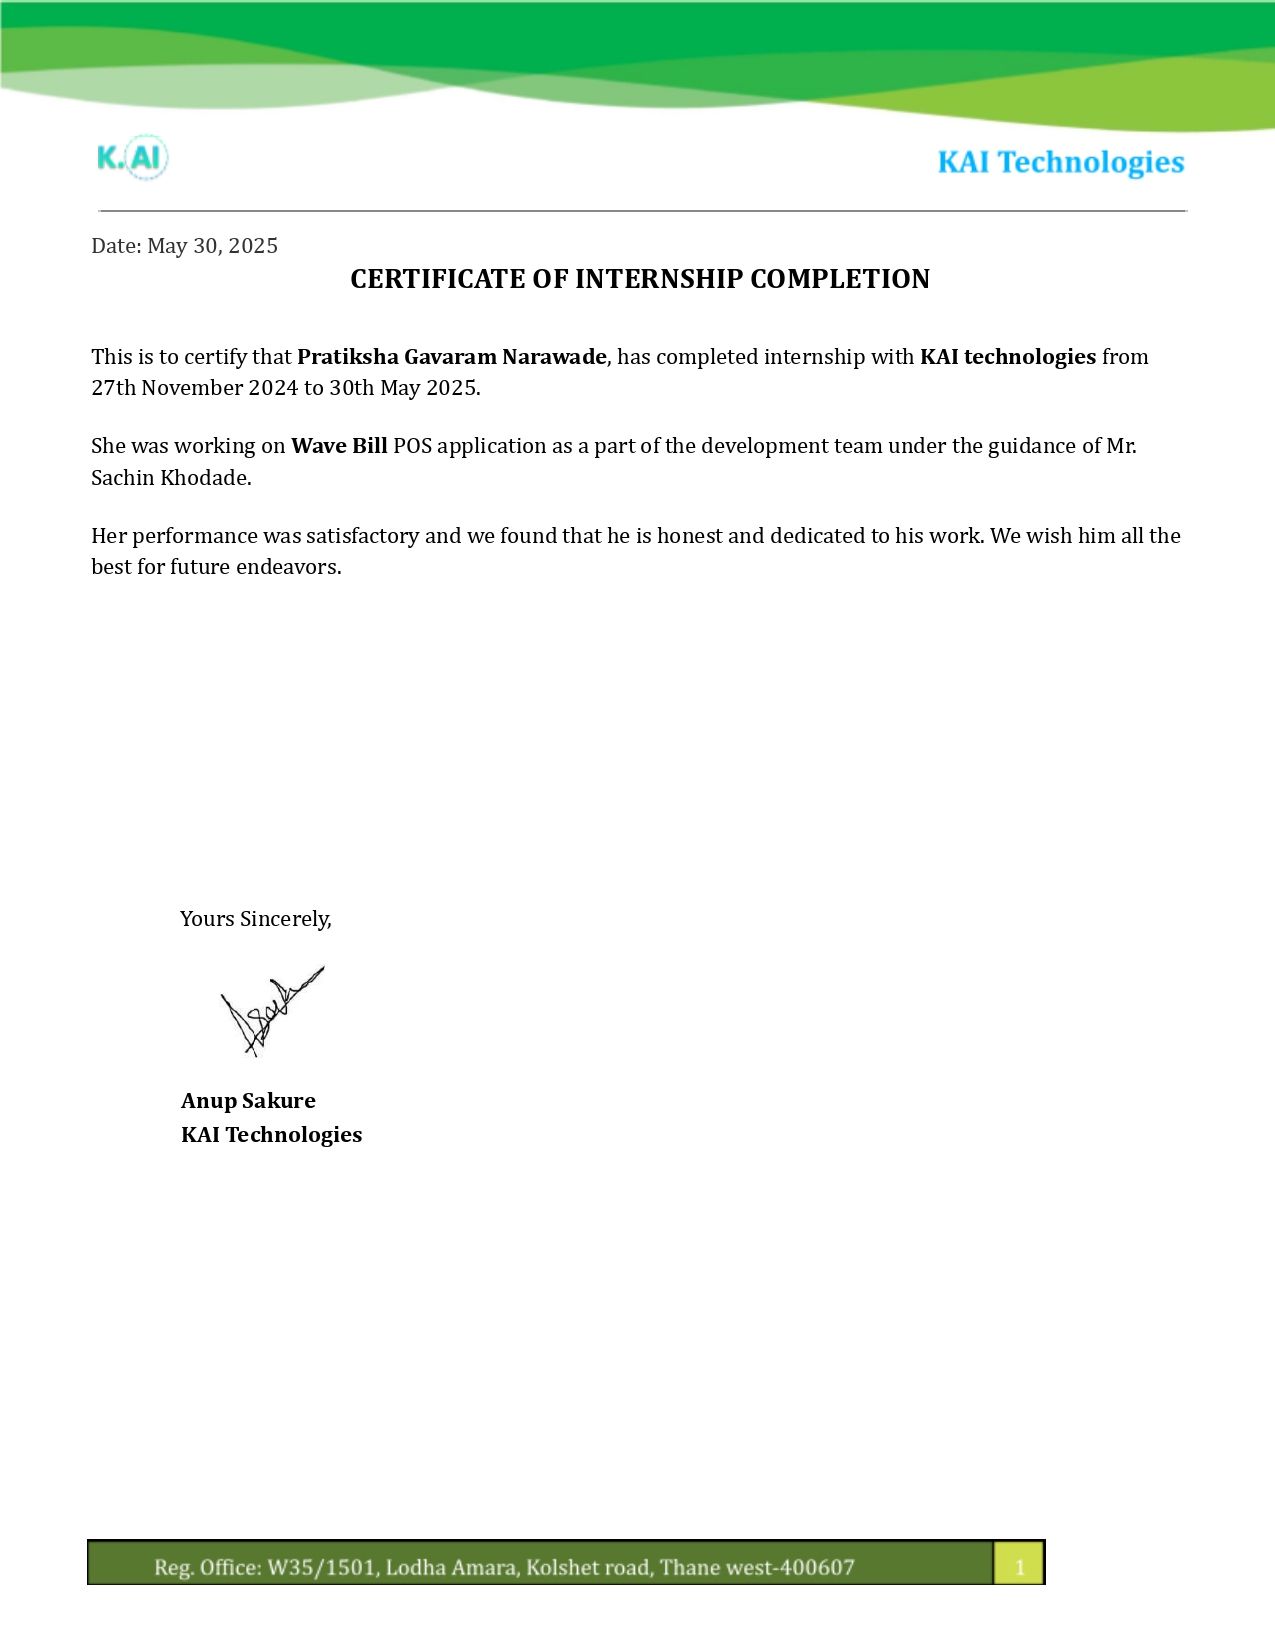 K.AI
KAI Technologies
Date: May 30, 2025
CERTIFICATE OF INTERNSHIP COMPLETION
This is to certify that Pratiksha Gavaram Narawade, has completed internship with KAI technologies from
27th November 2024 to 30th May 2025.
She was working on Wave Bill POS application as a part of the development team under the guidance of Mr.
Sachin Khodade.
Her performance was satisfactory and we found that he is honest and dedicated to his work. We wish him all the
best for future endeavors.
Yours Sincerely,
Anup Sakure
KAI Technologies
Reg. Office: W35/1501, Lodha Amara, Kolshet road, Thane west-400607
1